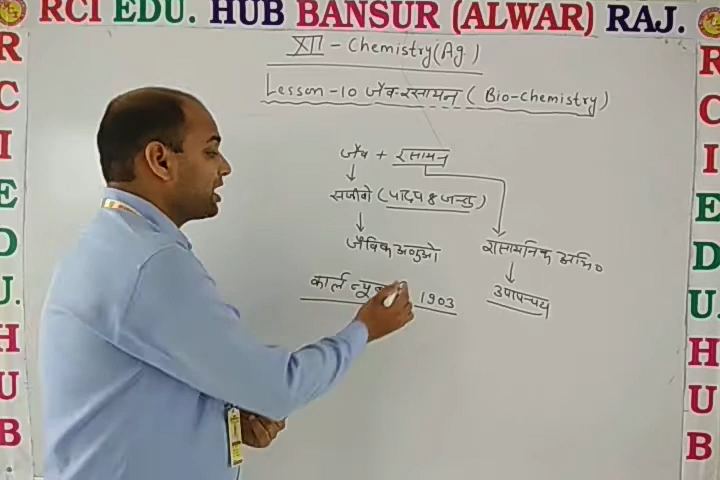 RCI EDU. HUB BANSUR (ALWAR) RAJ.
XII - Chemistry (Ag)
Lesson - 10 जैव रसायन (Bio-Chemistry)
जैव + रसायन
सजीवो (पादप & जन्तु)
जैविक अणुओ
रासायनिक अभि०
उपापचय
कार्ल न्यू
1903
RCI EDU. HUB
RCI EDU. HUB